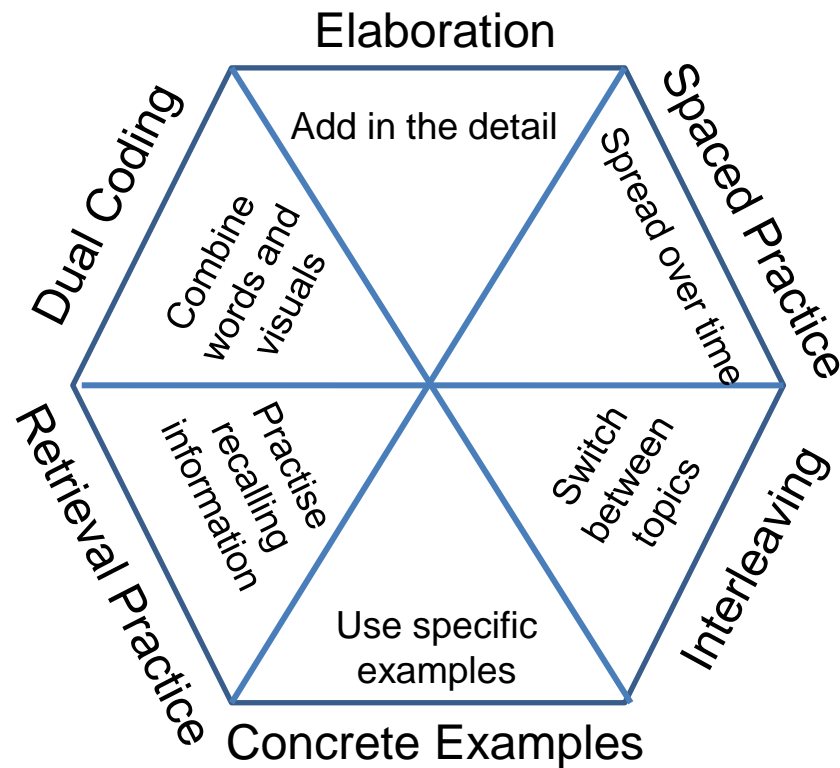 Elaboration
Add in the detail
Spaced Practice
Spread over time
Interleaving
Switch
between
topics
Concrete Examples
Use specific
examples
Retrieval Practice
Practise
recalling
information
Dual Coding
Combine
words and
visuals